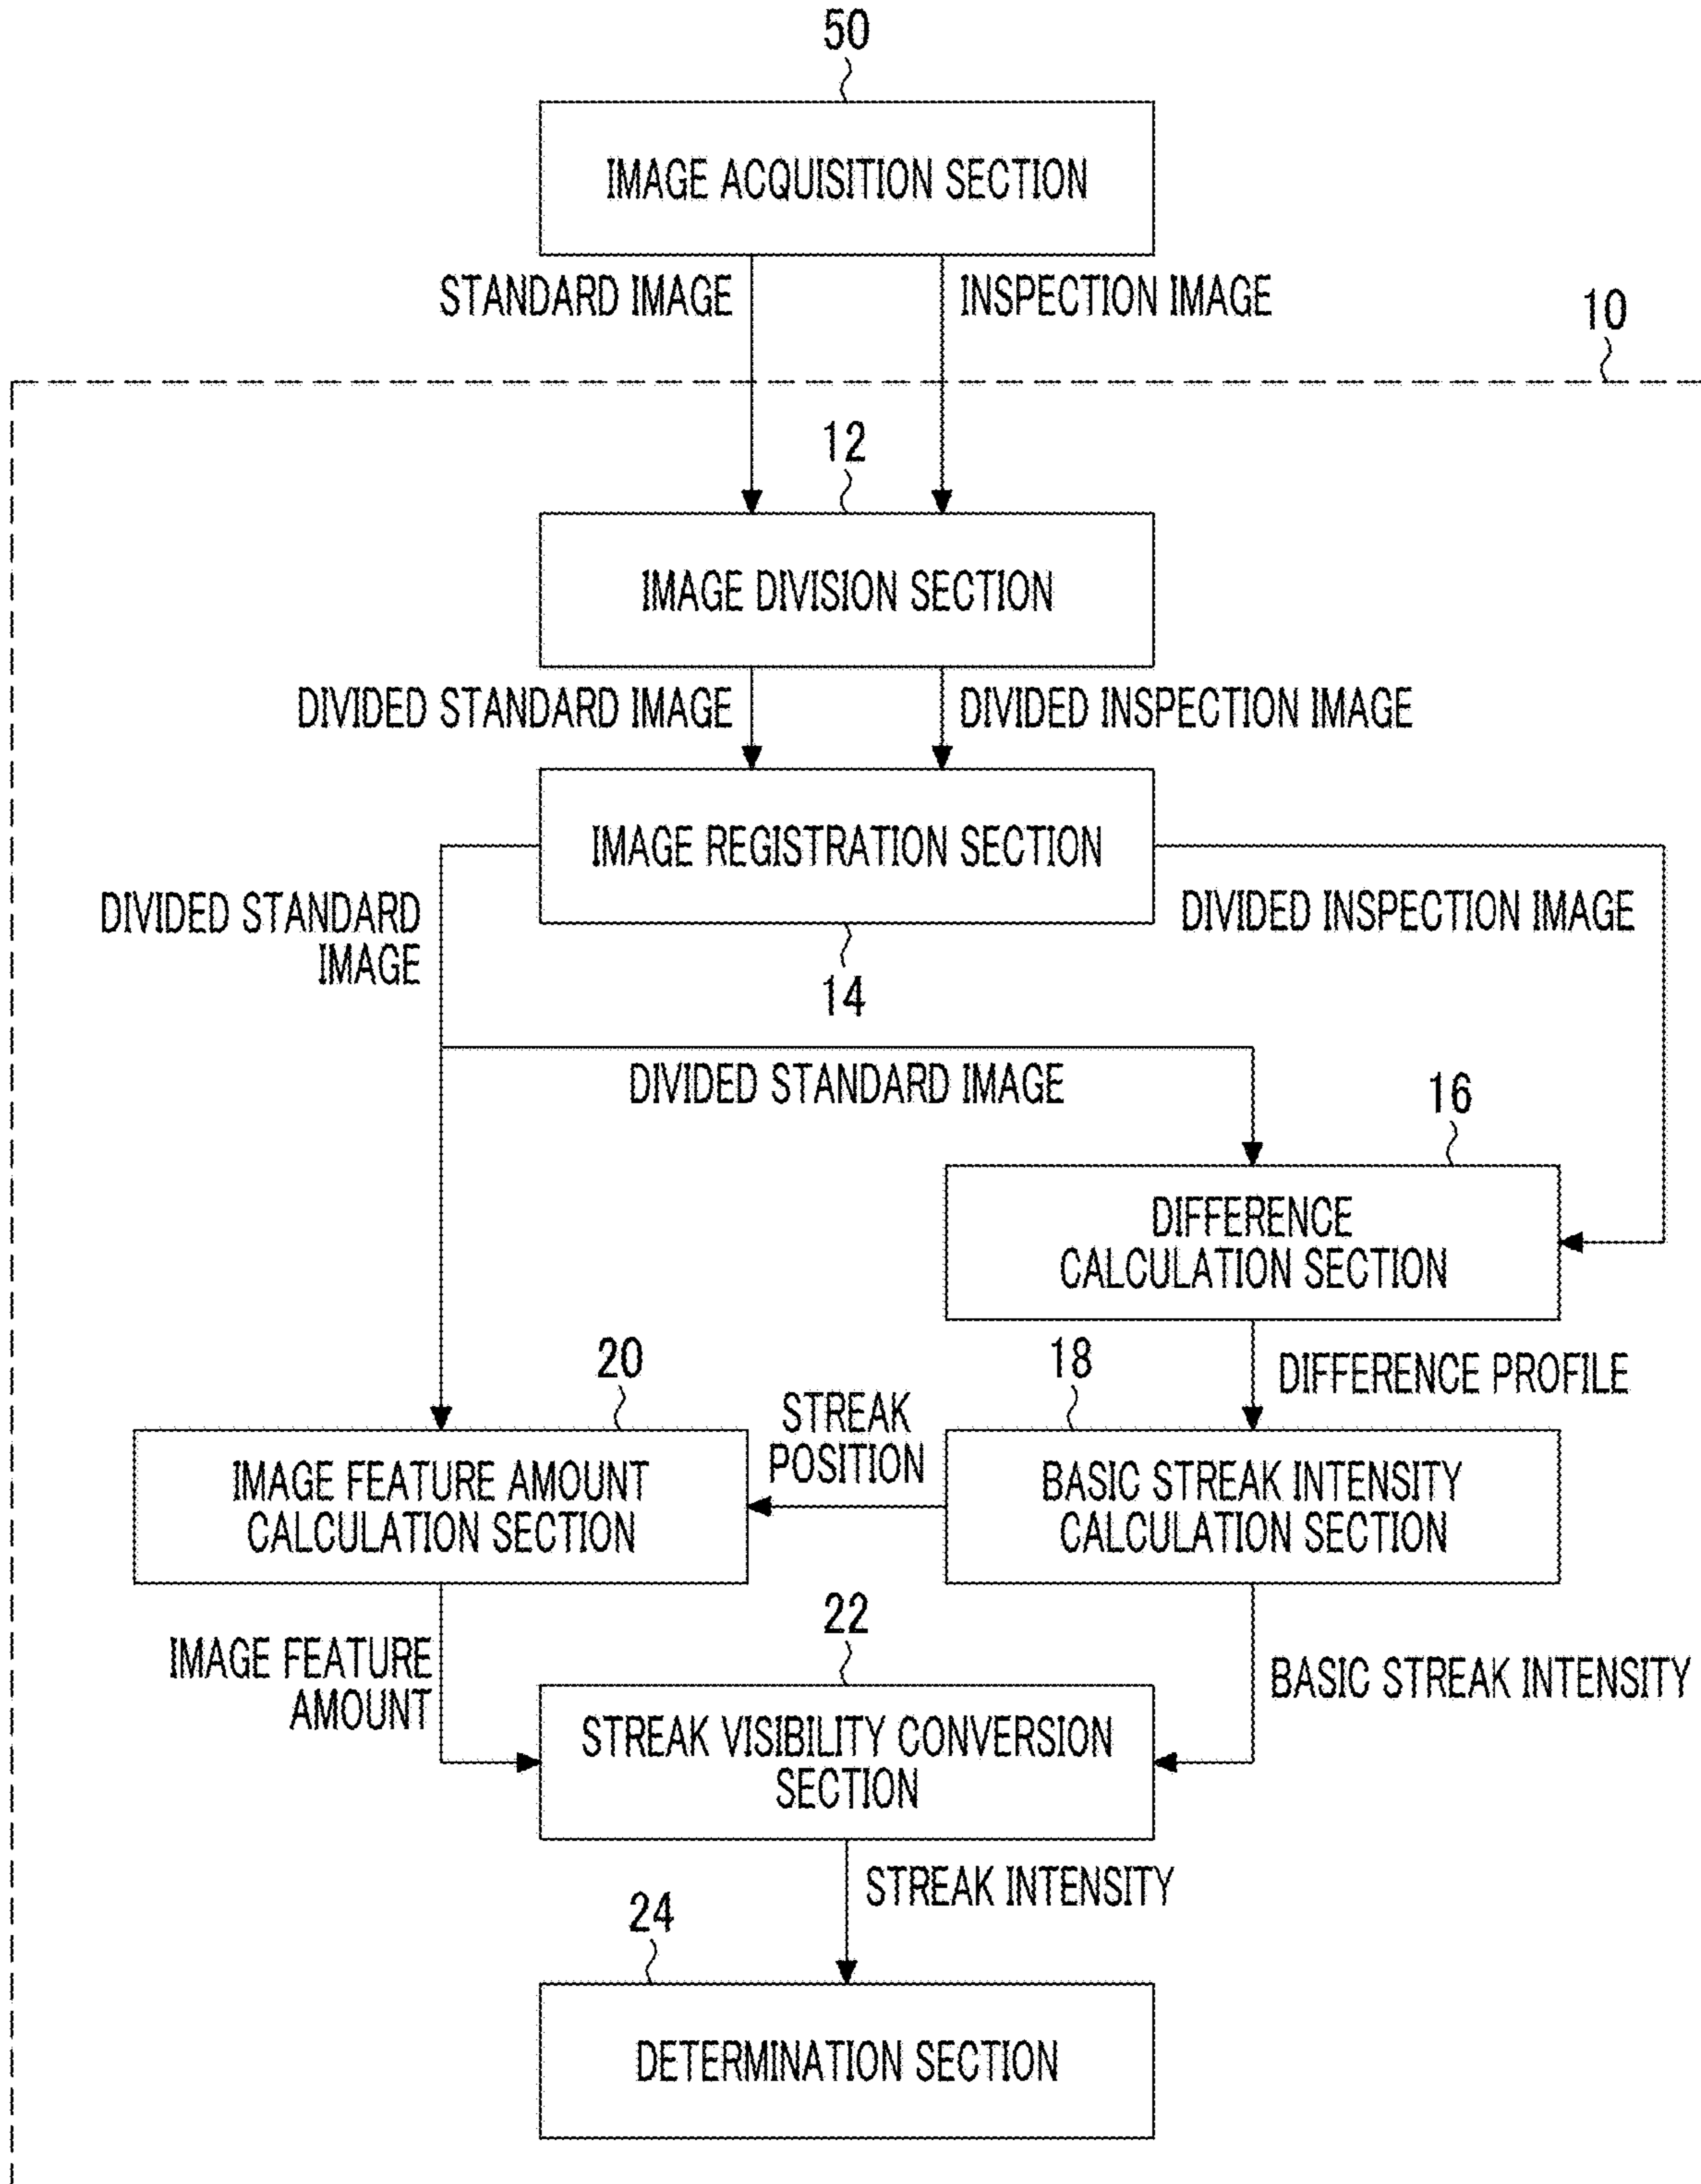 50
IMAGE ACQUISITION SECTION
STANDARD IMAGE
INSPECTION IMAGE
10
12
IMAGE DIVISION SECTION
DIVIDED STANDARD IMAGE
DIVIDED INSPECTION IMAGE
IMAGE REGISTRATION SECTION
14
DIVIDED STANDARD
IMAGE
DIVIDED INSPECTION IMAGE
DIVIDED STANDARD IMAGE
16
DIFFERENCE
CALCULATION SECTION
DIFFERENCE PROFILE
20
18
STREAK
POSITION
IMAGE FEATURE AMOUNT
CALCULATION SECTION
BASIC STREAK INTENSITY
CALCULATION SECTION
22
IMAGE FEATURE
AMOUNT
BASIC STREAK INTENSITY
STREAK VISIBILITY CONVERSION
SECTION
STREAK INTENSITY
24
DETERMINATION SECTION